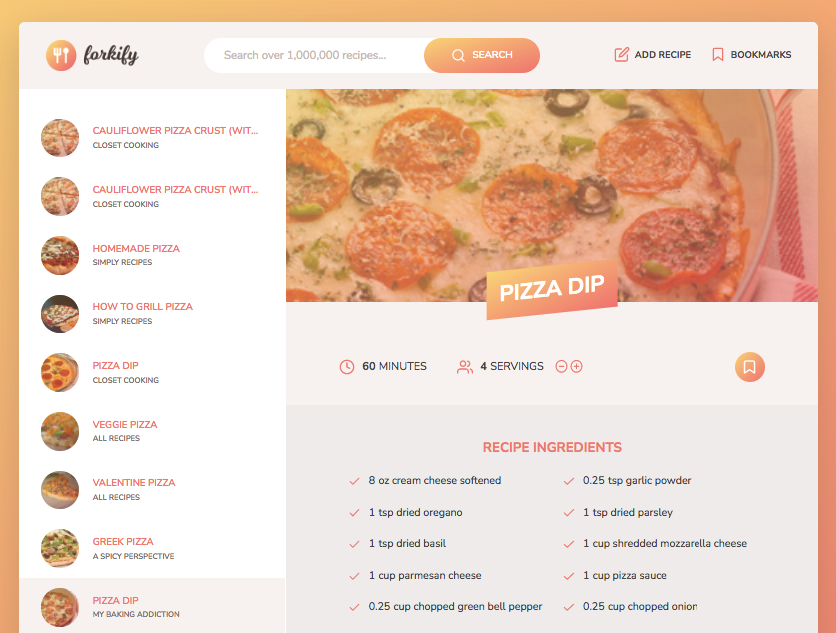 forkify
Search over 1,000,000 recipes...
SEARCH
ADD RECIPE
BOOKMARKS
CAULIFLOWER PIZZA CRUST (WIT...
CLOSET COOKING
CAULIFLOWER PIZZA CRUST (WIT...
CLOSET COOKING
HOMEMADE PIZZA
SIMPLY RECIPES
HOW TO GRILL PIZZA
SIMPLY RECIPES
PIZZA DIP
CLOSET COOKING
VEGGIE PIZZA
ALL RECIPES
VALENTINE PIZZA
ALL RECIPES
GREEK PIZZA
A SPICY PERSPECTIVE
PIZZA DIP
MY BAKING ADDICTION
PIZZA DIP
60 MINUTES
4 SERVINGS
RECIPE INGREDIENTS
8 oz cream cheese softened
0.25 tsp garlic powder
1 tsp dried oregano
1 tsp dried parsley
1 tsp dried basil
1 cup shredded mozzarella cheese
1 cup parmesan cheese
1 cup pizza sauce
0.25 cup chopped green bell pepper
0.25 cup chopped onion